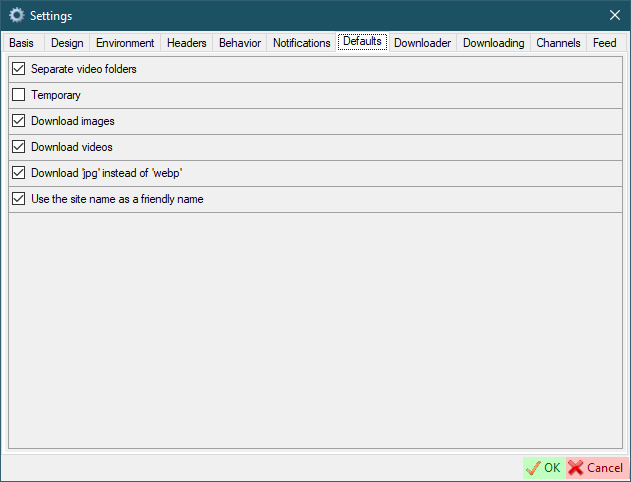 Settings
Basis Design Environment Headers Behavior Notifications Defaults Downloader Downloading Channels Feed
Separate video folders
Temporary
Download images
Download videos
Download 'jpg' instead of 'webp'
Use the site name as a friendly name
OK Cancel